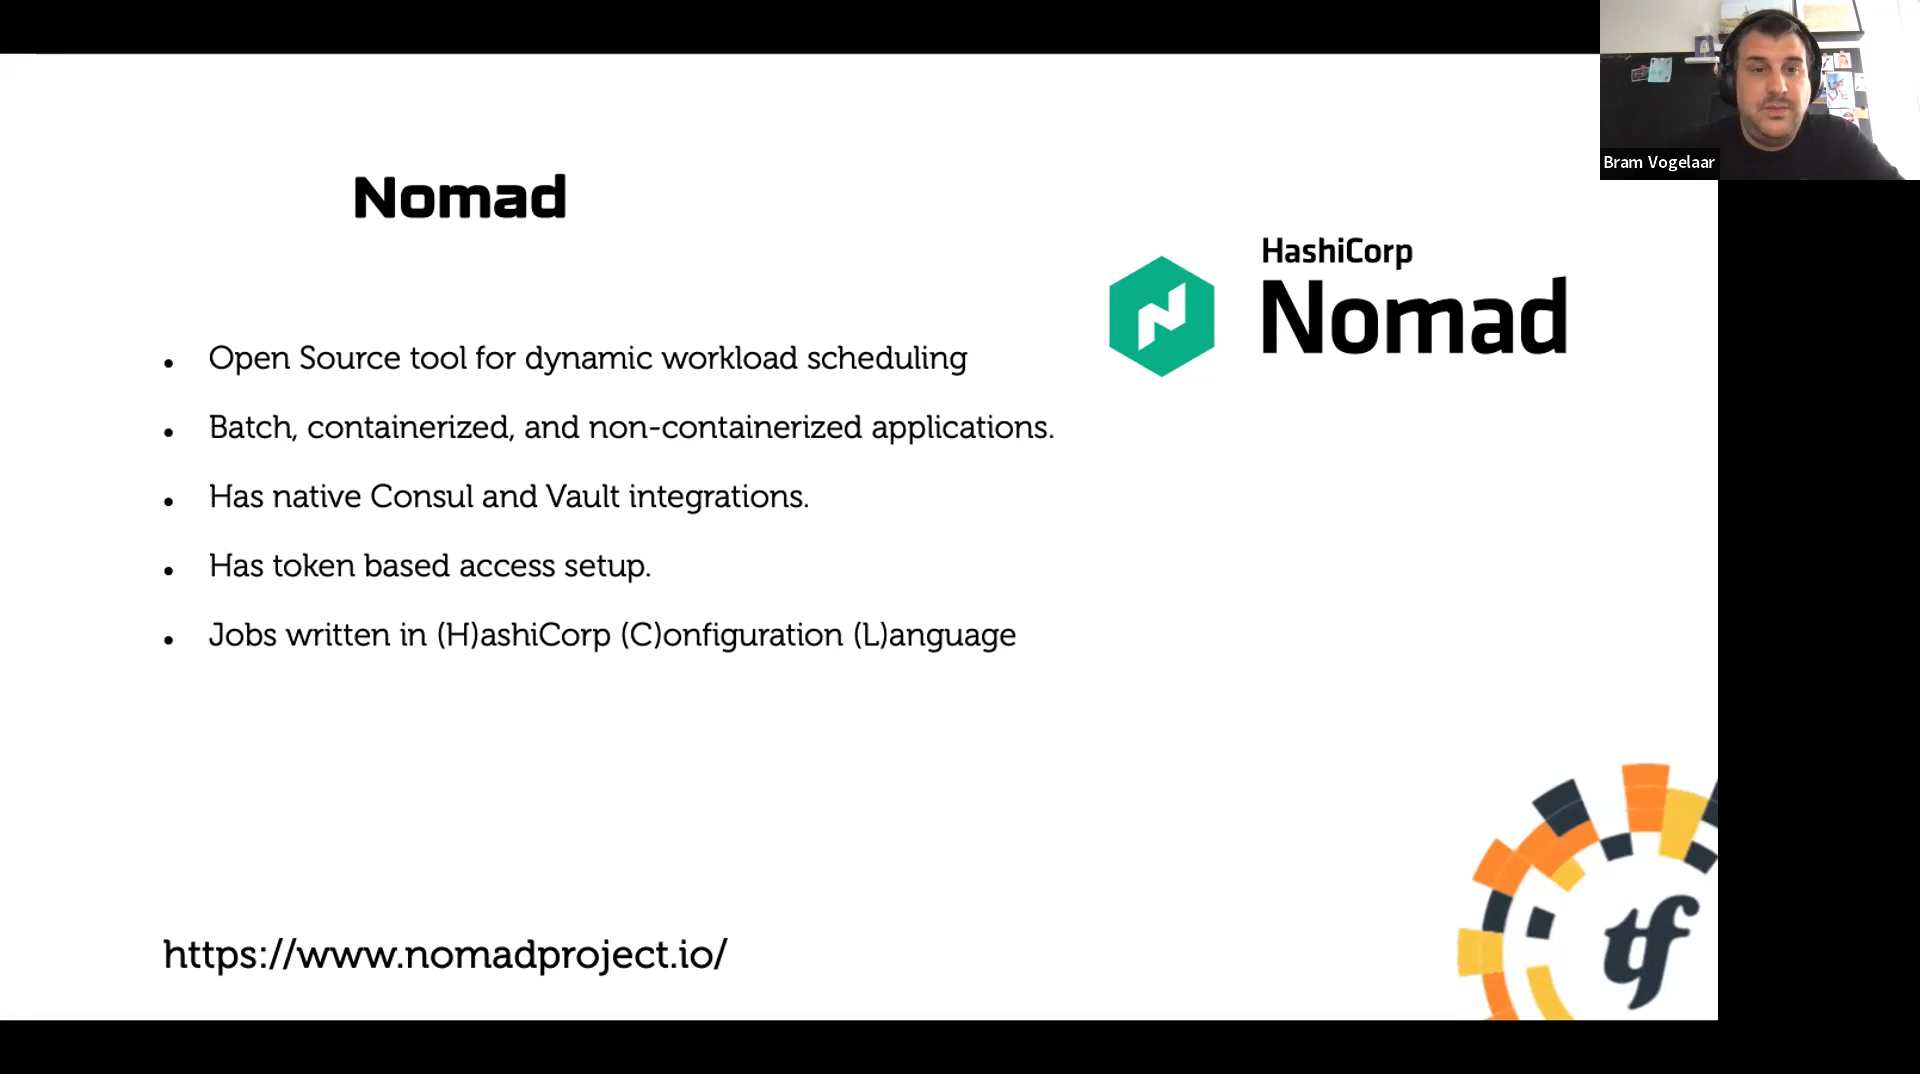 Nomad
HashiCorp
Nomad
Open Source tool for dynamic workload scheduling
Batch, containerized, and non-containerized applications.
Has native Consul and Vault integrations.
Has token based access setup.
Jobs written in (H)ashiCorp (C)onfiguration (L)anguage
https://www.nomadproject.io/
tf
Bram Vogelaar